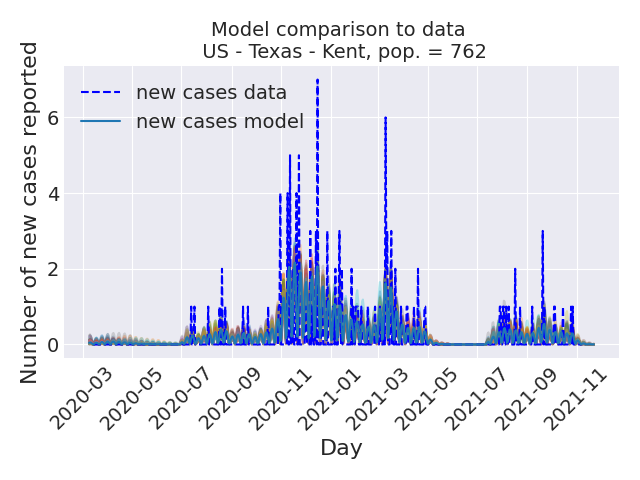 Model comparison to data
US - Texas - Kent, pop. = 762
Number of new cases reported
6
4
2
0
new cases data
new cases model
2020-03
2020-05
2020-07
2020-09
2020-11
2021-01
2021-03
2021-05
2021-07
2021-09
2021-11
Day